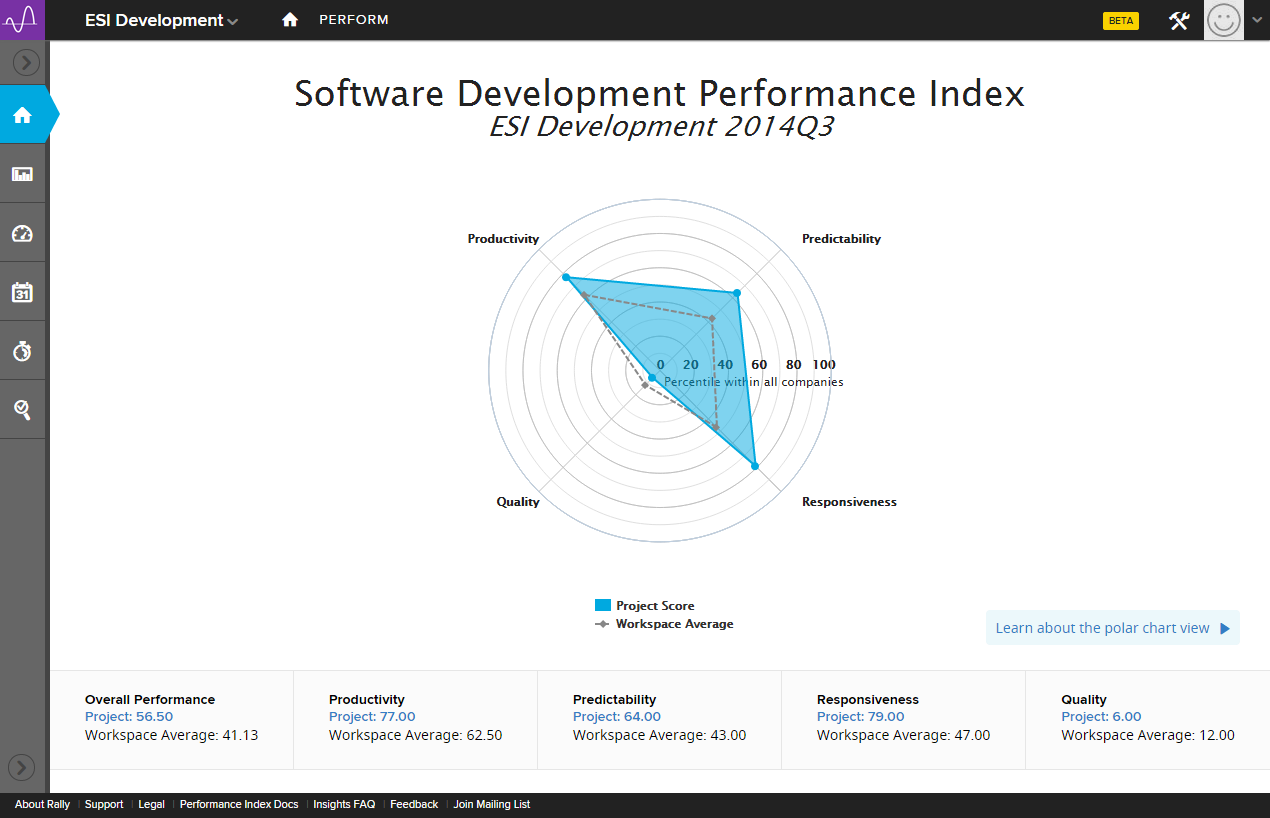 ESI Development
PERFORM
BETA
Software Development Performance Index
ESI Development 2014Q3
Productivity
Predictability
0 20 40 60 80 100
Percentile within all companies
Quality
Responsiveness
Project Score
Workspace Average
Learn about the polar chart view
31
Overall Performance
Project: 56.50
Workspace Average: 41.13
Productivity
Project: 77.00
Workspace Average: 62.50
Predictability
Project: 64.00
Workspace Average: 43.00
Responsiveness
Project: 79.00
Workspace Average: 47.00
Quality
Project: 6.00
Workspace Average: 12.00
About Rally | Support | Legal | Performance Index Docs | Insights FAQ | Feedback | Join Mailing List